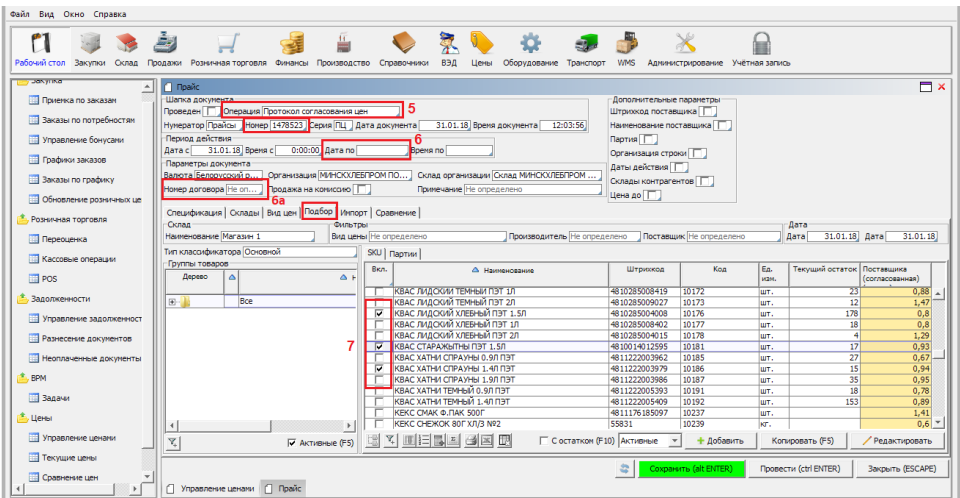 Файл Вид Окно Справка
Рабочий стол Закупки Склад Продажи Розничная торговля Финансы Производство Справочники ВЭД Цены Оборудование Транспорт WMS Администрирование Учётная запись
Закупка
Приемка по заказам
Заказы по потребностям
Управление бонусами
Графики заказов
Заказы по графику
Обновление розничных це
Розничная торговля
Переоценка
Кассовые операции
POS
Задолженности
Управление задолженност
Разнесение документов
Неоплаченные документы
BPM
Задачи
Цены
Управление ценами
Текущие цены
Сравнение цен
Прайс
Шапка документа
Проведен Операция Протокол согласования цен 5
Нумератор Прайсы Номер 1478523 Серия ПЦ Дата документа 31.01.18 Время документа 12:03:56
Период действия 6
Дата с 31.01.18 Время с 0:00:00 Дата по Время по
Параметры документа
Валюта Белорусский р... Организация МИНСКХЛЕБПРОМ ПО... Склад организации Склад МИНСКХЛЕБПРОМ ...
Номер договора Не оп... Продажа на комиссию Примечание Не определено
6а
Дополнительные параметры
Штрихкод поставщика
Наименование поставщика
Партия
Организация строки
Даты действия
Склады контрагентов
Цена до
Спецификация Склады Вид цен Подбор Импорт Сравнение
Склад Фильтры Дата
Наименование Магазин 1 Вид цены Не определено Производитель Не определено Поставщик Не определено Дата 31.01.18 Дата 31.01.18
Тип классификатора Основной
Группы товаров
Дерево Н
Все
SKU Партии
Вкл. Наименование Штрихкод Код Ед. изм. Текущий остаток Поставщика (согласованная)
КВАС ЛИДСКИЙ ТЕМНЫЙ ПЭТ 1Л 4810285008419 10172 шт. 23 0,88
КВАС ЛИДСКИЙ ТЕМНЫЙ ПЭТ 2Л 4810285009027 10173 шт. 12 1,47
КВАС ЛИДСКИЙ ХЛЕБНЫЙ ПЭТ 1.5Л 4810285004008 10176 шт. 178 0,8
КВАС ЛИДСКИЙ ХЛЕБНЫЙ ПЭТ 1Л 4810285008402 10177 шт. 18 0,8
КВАС ЛИДСКИЙ ХЛЕБНЫЙ ПЭТ 2Л 4810285004015 10178 шт. 4 1,29
7 КВАС СТАРАЖЫТНЫ ПЭТ 1.5Л 4810014012595 10181 шт. 17 0,93
КВАС ХАТНИ СПРАУНЫ 0.9Л ПЭТ 4811222003962 10185 шт. 27 0,67
КВАС ХАТНИ СПРАУНЫ 1.4Л ПЭТ 4811222003979 10186 шт. 15 0,94
КВАС ХАТНИ СПРАУНЫ 1.9Л ПЭТ 4811222003986 10187 шт. 35 0,95
КВАС ХАТНИ ТЕМНЫЙ 0.9Л ПЭТ 4811222005393 10191 шт. 18 0,78
КВАС ХАТНИ ТЕМНЫЙ 1.4Л ПЭТ 4811222005409 10192 шт. 153 0,89
КЕКС СМАК Ф.ПАК 500Г 4811176185097 10237 шт. 1,41
КЕКС СНЕЖОК 80Г ХЛ/З №2 55831 10239 кг. 0,6
Активные (F5) С остатком (F10) Активные Добавить Копировать (F5) Редактировать
Сохранить (alt ENTER) Провести (ctrl ENTER) Закрыть (ESCAPE)
Управление ценами Прайс